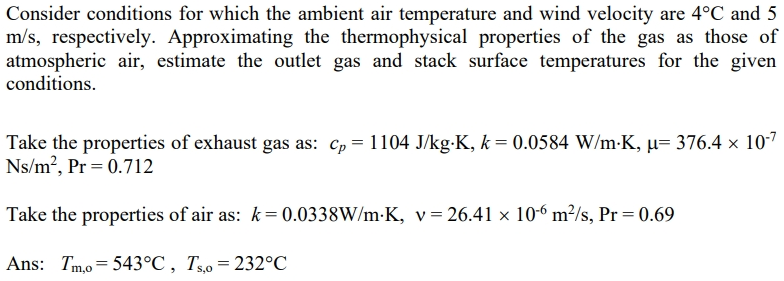 Consider conditions for which the ambient air temperature and wind velocity are 4°C and 5
m/s, respectively. Approximating the thermophysical properties of the gas as those of
atmospheric air, estimate the outlet gas and stack surface temperatures for the given
conditions.
Take the properties of exhaust gas as: cₚ = 1104 J/kg·K, k = 0.0584 W/m·K, μ= 376.4 × 10⁻⁷
Ns/m², Pr = 0.712
Take the properties of air as: k = 0.0338W/m·K, ν = 26.41 × 10⁻⁶ m²/s, Pr = 0.69
Ans: Tm,o = 543°C , Ts,o = 232°C